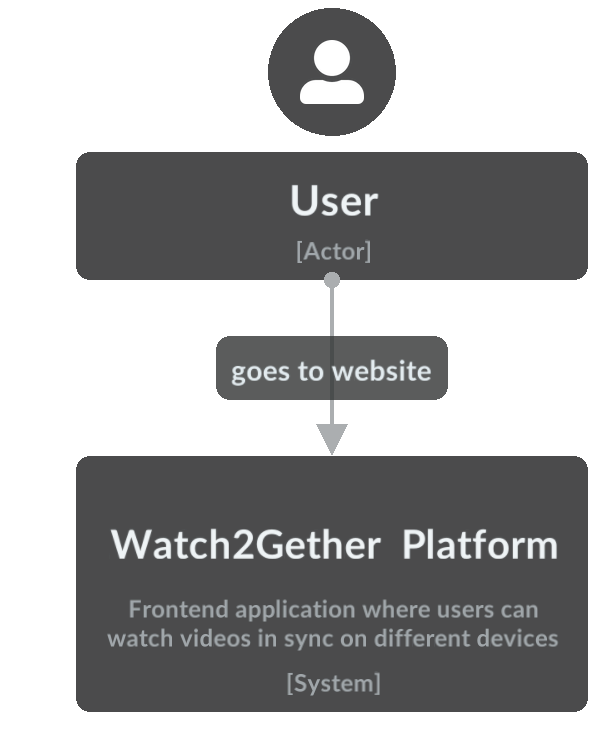 User
[Actor]
goes to website
Watch2Gether Platform
Frontend application where users can
watch videos in sync on different devices
[System]